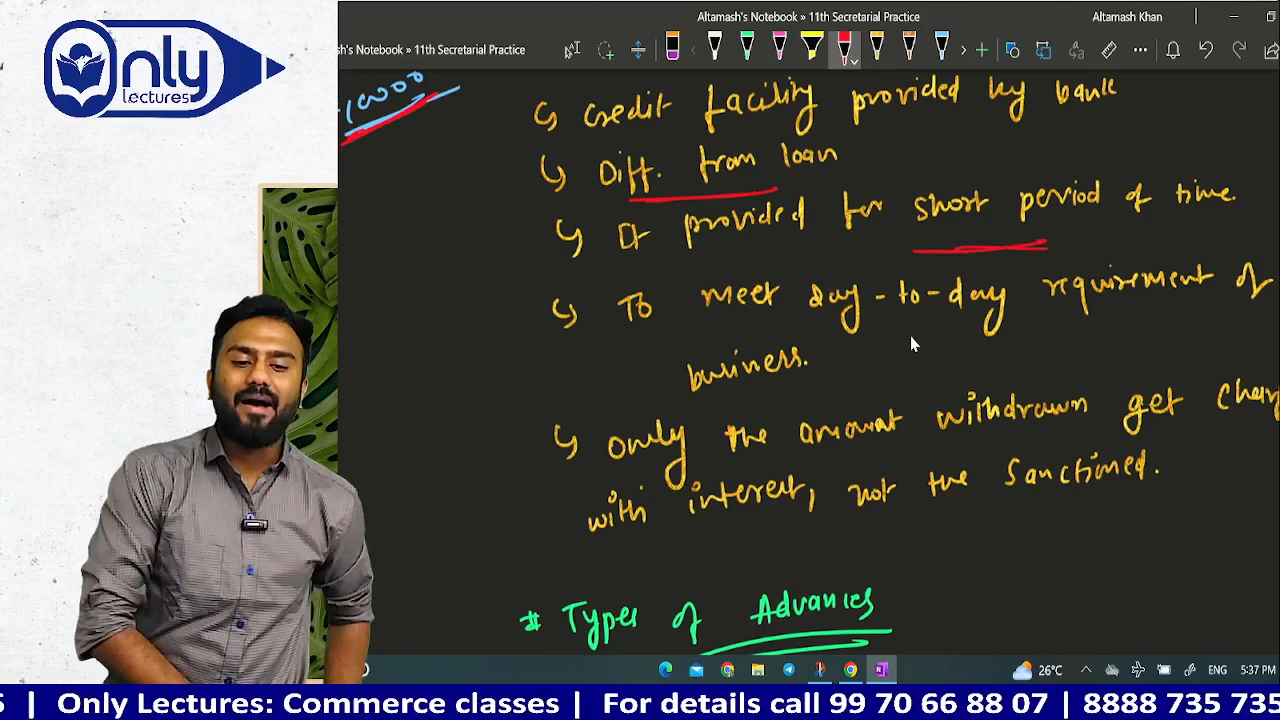 Only
Lectures
Altamash's Notebook » 11th Secretarial Practice
Altamash Khan
's Notebook » 11th Secretarial Practice
credit facility provided by bank
Diff. from loan
It provided for short period of time.
To meet day-to-day requirement of
business.
only the amount withdrawn get
with interest, not the Sanctioned.
# Types of Advances
26°C
ENG
5:37 PM
| Only Lectures: Commerce classes | For details call 99 70 66 88 07 | 8888 735 735